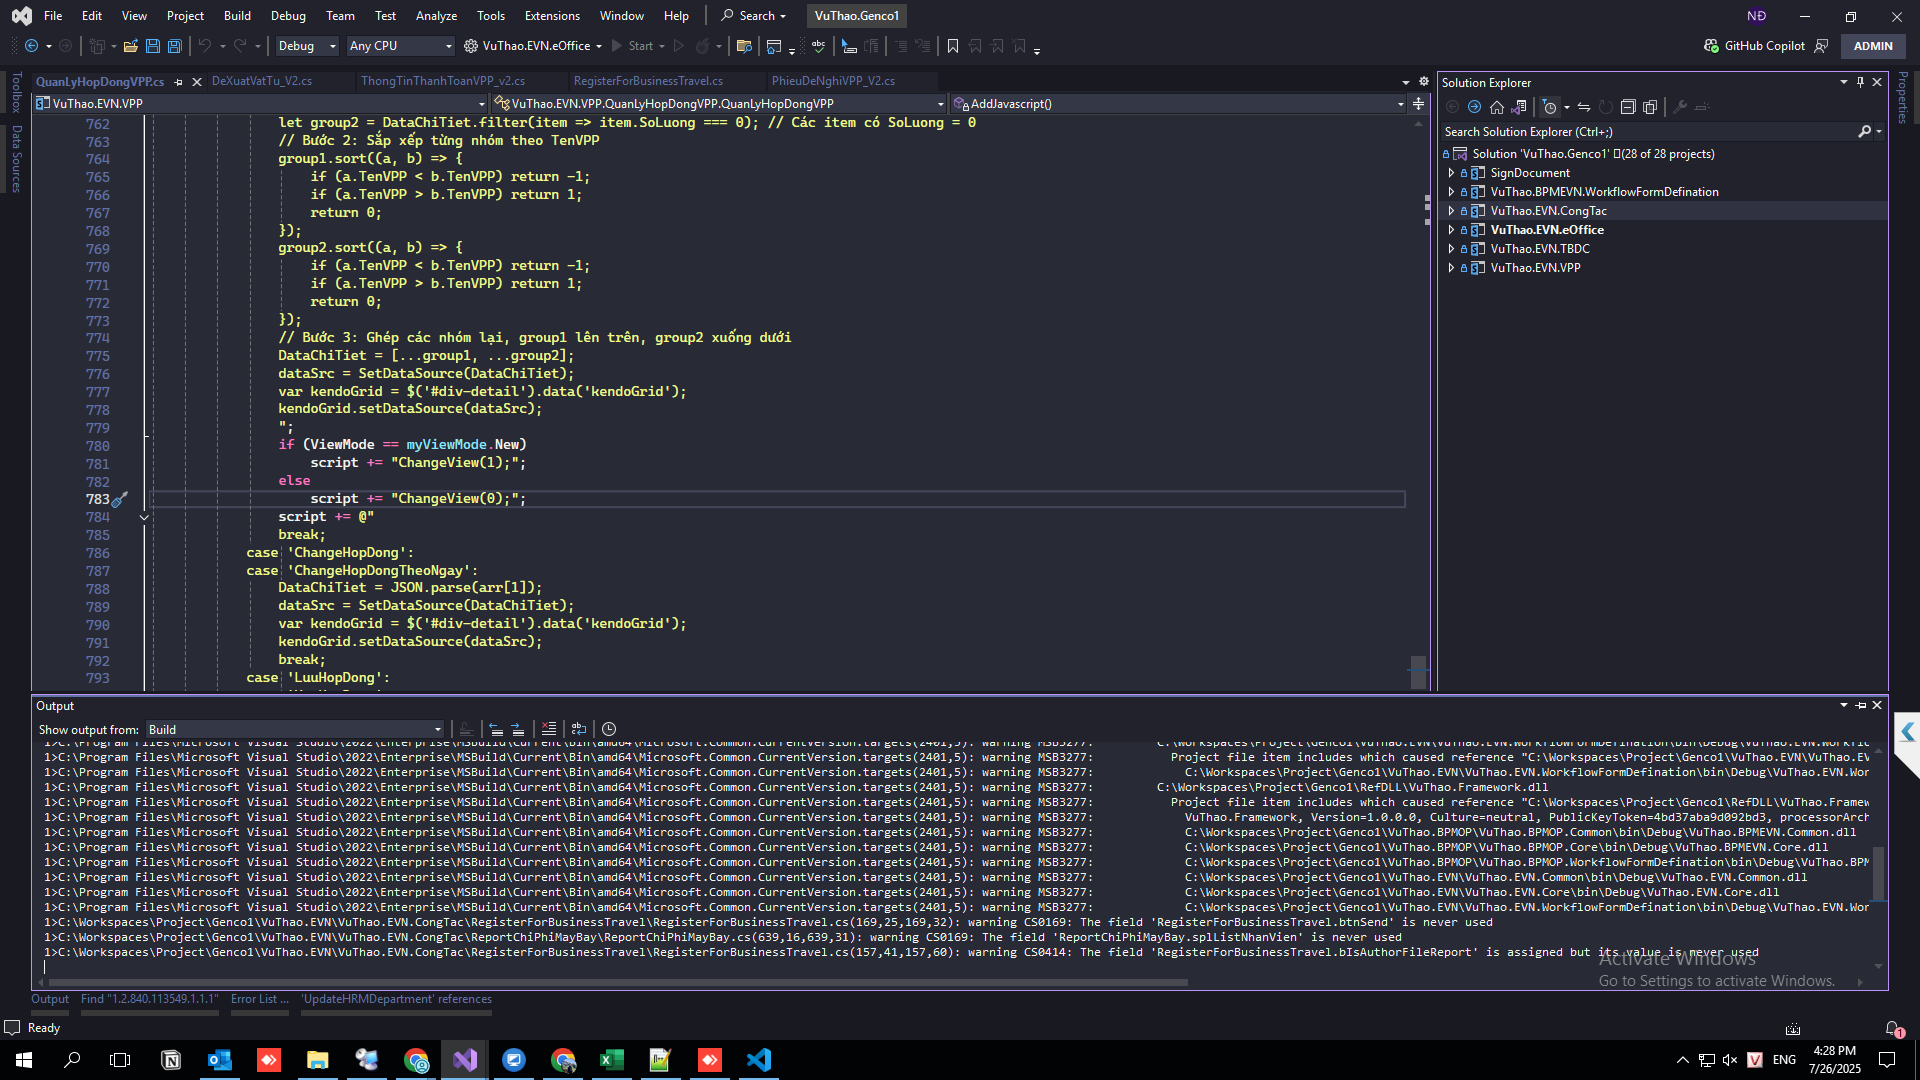 File Edit View Project Build Debug Team Test Analyze Tools Extensions Window Help Search VuThao.Genco1 NĐ
Debug Any CPU VuThao.EVN.eOffice Start GitHub Copilot ADMIN
Toolbox
Data Sources
QuanLyHopDongVPP.cs DeXuatVatTu_V2.cs ThongTinThanhToanVPP_v2.cs RegisterForBusinessTravel.cs PhieuDeNghiVPP_V2.cs
VuThao.EVN.VPP VuThao.EVN.VPP.QuanLyHopDongVPP.QuanLyHopDongVPP AddJavascript()
762 let group2 = DataChiTiet.filter(item => item.SoLuong === 0); // Các item có SoLuong = 0
763 // Bước 2: Sắp xếp từng nhóm theo TenVPP
764 group1.sort((a, b) => {
765 if (a.TenVPP < b.TenVPP) return -1;
766 if (a.TenVPP > b.TenVPP) return 1;
767 return 0;
768 });
769 group2.sort((a, b) => {
770 if (a.TenVPP < b.TenVPP) return -1;
771 if (a.TenVPP > b.TenVPP) return 1;
772 return 0;
773 });
774 // Bước 3: Ghép các nhóm lại, group1 lên trên, group2 xuống dưới
775 DataChiTiet = [...group1, ...group2];
776 dataSrc = SetDataSource(DataChiTiet);
777 var kendoGrid = $('#div-detail').data('kendoGrid');
778 kendoGrid.setDataSource(dataSrc);
779 ";
780 if (ViewMode == myViewMode.New)
781 script += "ChangeView(1);";
782 else
783 script += "ChangeView(0);";
784 script += @"
785 break;
786 case 'ChangeHopDong':
787 case 'ChangeHopDongTheoNgay':
788 DataChiTiet = JSON.parse(arr[1]);
789 dataSrc = SetDataSource(DataChiTiet);
790 var kendoGrid = $('#div-detail').data('kendoGrid');
791 kendoGrid.setDataSource(dataSrc);
792 break;
793 case 'LuuHopDong':
Solution Explorer
Search Solution Explorer (Ctrl+;)
Solution 'VuThao.Genco1' (28 of 28 projects)
SignDocument
VuThao.BPMEVN.WorkflowFormDefination
VuThao.EVN.CongTac
VuThao.EVN.eOffice
VuThao.EVN.TBDC
VuThao.EVN.VPP
Properties
Output
Show output from: Build
1>C:\Program Files\Microsoft Visual Studio\2022\Enterprise\MSBuild\Current\Bin\amd64\Microsoft.Common.CurrentVersion.targets(2401,5): warning MSB3277: C:\Workspaces\Project\Genco1\VuThao.EVN\VuThao.EVN.WorkflowFormDefination\bin\Debug\VuThao.EVN.Workfl
1>C:\Program Files\Microsoft Visual Studio\2022\Enterprise\MSBuild\Current\Bin\amd64\Microsoft.Common.CurrentVersion.targets(2401,5): warning MSB3277: Project file item includes which caused reference "C:\Workspaces\Project\Genco1\VuThao.EVN\VuThao.EV
1>C:\Program Files\Microsoft Visual Studio\2022\Enterprise\MSBuild\Current\Bin\amd64\Microsoft.Common.CurrentVersion.targets(2401,5): warning MSB3277: C:\Workspaces\Project\Genco1\VuThao.EVN\VuThao.EVN.WorkflowFormDefination\bin\Debug\VuThao.EVN.Wor
1>C:\Program Files\Microsoft Visual Studio\2022\Enterprise\MSBuild\Current\Bin\amd64\Microsoft.Common.CurrentVersion.targets(2401,5): warning MSB3277: C:\Workspaces\Project\Genco1\RefDLL\VuThao.Framework.dll
1>C:\Program Files\Microsoft Visual Studio\2022\Enterprise\MSBuild\Current\Bin\amd64\Microsoft.Common.CurrentVersion.targets(2401,5): warning MSB3277: Project file item includes which caused reference "C:\Workspaces\Project\Genco1\RefDLL\VuThao.Framew
1>C:\Program Files\Microsoft Visual Studio\2022\Enterprise\MSBuild\Current\Bin\amd64\Microsoft.Common.CurrentVersion.targets(2401,5): warning MSB3277: VuThao.Framework, Version=1.0.0.0, Culture=neutral, PublicKeyToken=4bd37aba9d092bd3, processorArch
1>C:\Program Files\Microsoft Visual Studio\2022\Enterprise\MSBuild\Current\Bin\amd64\Microsoft.Common.CurrentVersion.targets(2401,5): warning MSB3277: C:\Workspaces\Project\Genco1\VuThao.BPMOP\VuThao.BPMOP.Common\bin\Debug\VuThao.BPMEVN.Common.dll
1>C:\Program Files\Microsoft Visual Studio\2022\Enterprise\MSBuild\Current\Bin\amd64\Microsoft.Common.CurrentVersion.targets(2401,5): warning MSB3277: C:\Workspaces\Project\Genco1\VuThao.BPMOP\VuThao.BPMOP.Core\bin\Debug\VuThao.BPMEVN.Core.dll
1>C:\Program Files\Microsoft Visual Studio\2022\Enterprise\MSBuild\Current\Bin\amd64\Microsoft.Common.CurrentVersion.targets(2401,5): warning MSB3277: C:\Workspaces\Project\Genco1\VuThao.BPMOP\VuThao.BPMOP.WorkflowFormDefination\bin\Debug\VuThao.BPM
1>C:\Program Files\Microsoft Visual Studio\2022\Enterprise\MSBuild\Current\Bin\amd64\Microsoft.Common.CurrentVersion.targets(2401,5): warning MSB3277: C:\Workspaces\Project\Genco1\VuThao.EVN\VuThao.EVN.Common\bin\Debug\VuThao.EVN.Common.dll
1>C:\Program Files\Microsoft Visual Studio\2022\Enterprise\MSBuild\Current\Bin\amd64\Microsoft.Common.CurrentVersion.targets(2401,5): warning MSB3277: C:\Workspaces\Project\Genco1\VuThao.EVN\VuThao.EVN.Core\bin\Debug\VuThao.EVN.Core.dll
1>C:\Program Files\Microsoft Visual Studio\2022\Enterprise\MSBuild\Current\Bin\amd64\Microsoft.Common.CurrentVersion.targets(2401,5): warning MSB3277: C:\Workspaces\Project\Genco1\VuThao.EVN\VuThao.EVN.WorkflowFormDefination\bin\Debug\VuThao.EVN.Wor
1>C:\Workspaces\Project\Genco1\VuThao.EVN\VuThao.EVN.CongTac\RegisterForBusinessTravel\RegisterForBusinessTravel.cs(169,25,169,32): warning CS0169: The field 'RegisterForBusinessTravel.btnSend' is never used
1>C:\Workspaces\Project\Genco1\VuThao.EVN\VuThao.EVN.CongTac\ReportChiPhiMayBay\ReportChiPhiMayBay.cs(639,16,639,31): warning CS0169: The field 'ReportChiPhiMayBay.splListNhanVien' is never used
1>C:\Workspaces\Project\Genco1\VuThao.EVN\VuThao.EVN.CongTac\RegisterForBusinessTravel\RegisterForBusinessTravel.cs(157,41,157,60): warning CS0414: The field 'RegisterForBusinessTravel.bIsAuthorFileReport' is assigned but its value is never used
Activate Windows
Go to Settings to activate Windows.
Output Find "1.2.840.113549.1.1.1" Error List ... 'UpdateHRMDepartment' references
Ready 1
ENG 4:28 PM
7/26/2025